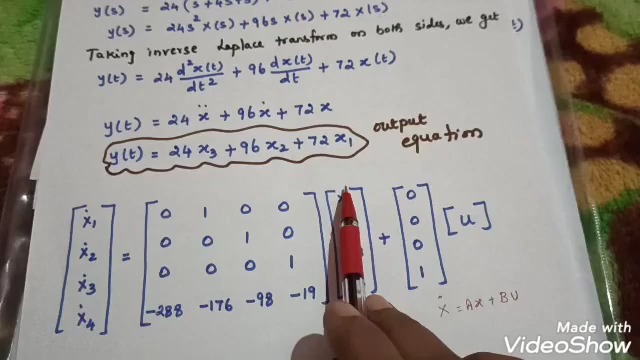 y(s) = 24(s
y(s) = 24s² x(s) + 96s x(s) + 72 x(s)
Taking inverse Laplace transform on both sides, we get
y(t) = 24 d²x(t)/dt² + 96 dx(t)/dt + 72 x(t)
y(t) = 24 ẍ + 96 ẋ + 72 x
y(t) = 24 x₃ + 96 x₂ + 72 x₁ output equation
[ẋ₁ ẋ₂ ẋ₃ ẋ₄] = [0 1 0 0
0 0 1 0
0 0 0 1
-288 -176 -98 -19] + [0 0 0 1] [u]
Ẋ = AX + BU
Made with
VideoShow